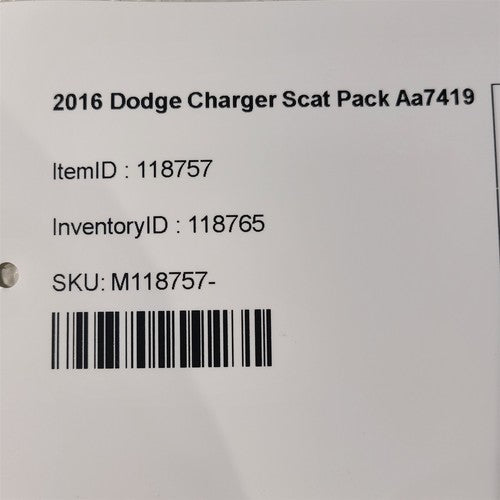 2016 Dodge Charger Scat Pack Aa7419
ItemID : 118757
InventoryID : 118765
SKU: M118757-